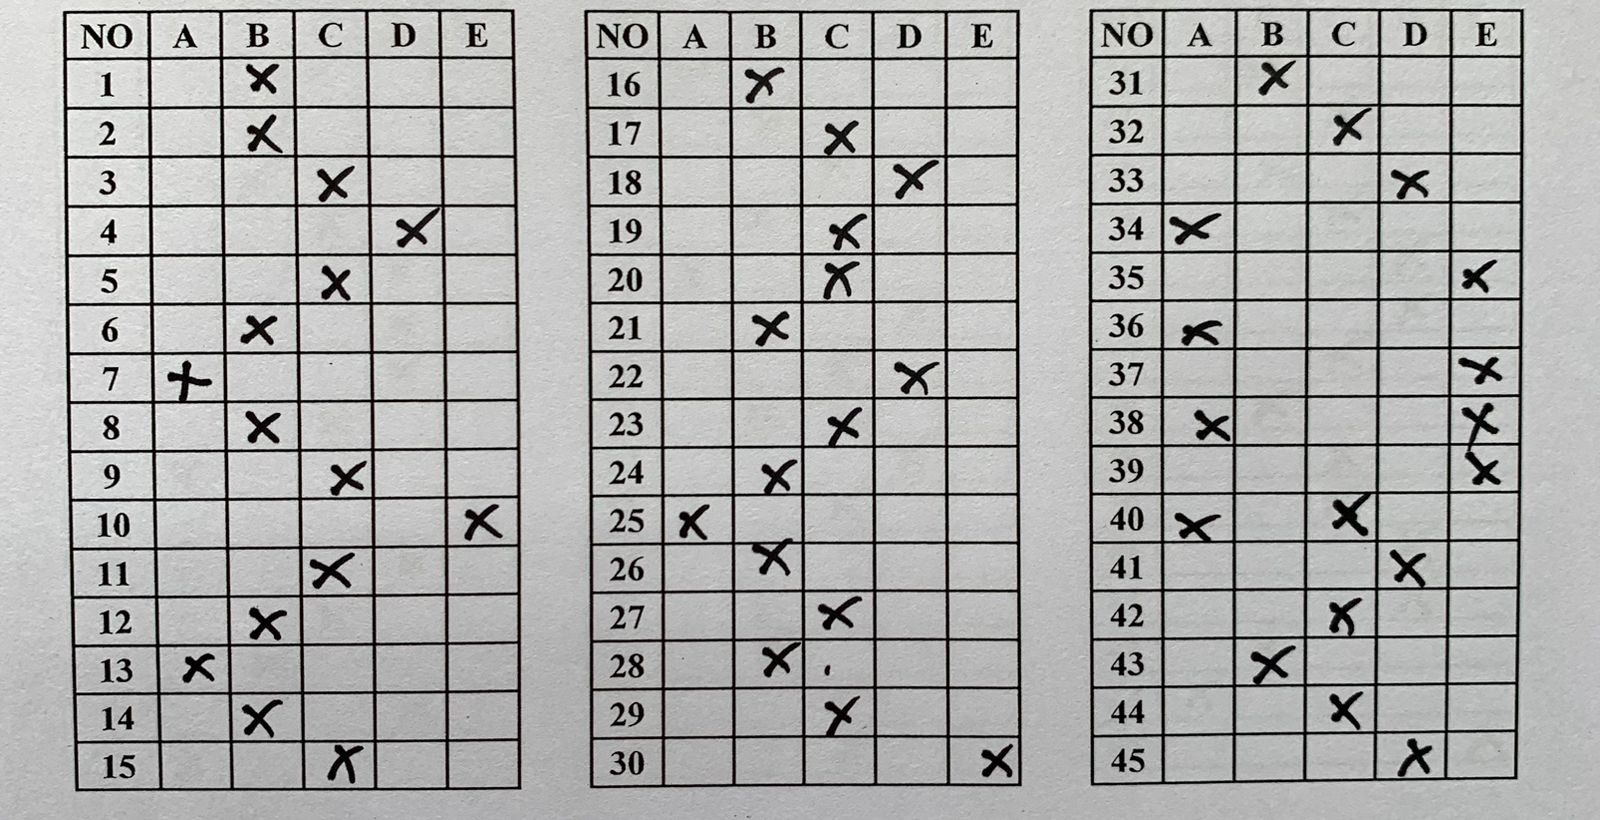 NO A B C D E
1 X
2 X
3 X
4 X
5 X
6 X
7 X
8 X
9 X
10 X
11 X
12 X
13 X
14 X
15 X
NO A B C D E
16 X
17 X
18 X
19 X
20 X
21 X
22 X
23 X
24 X
25 X
26 X
27 X
28 X
29 X
30 X
NO A B C D E
31 X
32 X
33 X
34 X
35 X
36 X
37 X
38 X X
39 X
40 X X
41 X
42 X
43 X
44 X
45 X